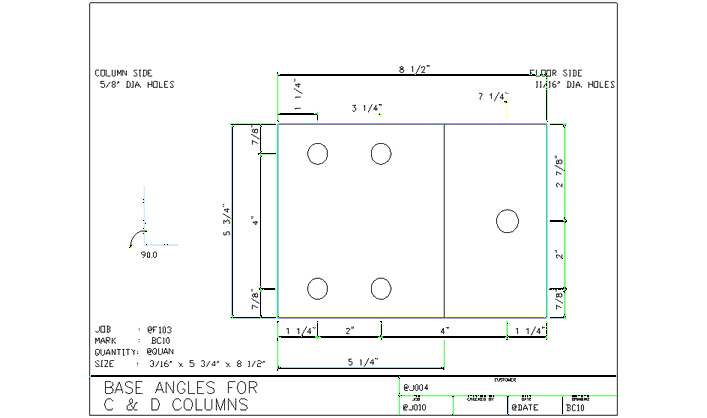 8 1/2"
COLUMN SIDE
5/8" DIA. HOLES
FLOOR SIDE
11/16" DIA. HOLES
1 1/4"
3 1/4"
7 1/4"
7/8"
4"
7/8"
5 3/4"
2 7/8"
2"
7/8"
90.0
1 1/4"
2"
4"
1 1/4"
5 1/4"
JOB : @F103
MARK : BC10
QUANTITY: @QUAN
SIZE : 3/16" x 5 3/4" x 8 1/2"
BASE ANGLES FOR
C & D COLUMNS
CUSTOMER
@J004
JOB
@J010
DATE
@DATE
BC10